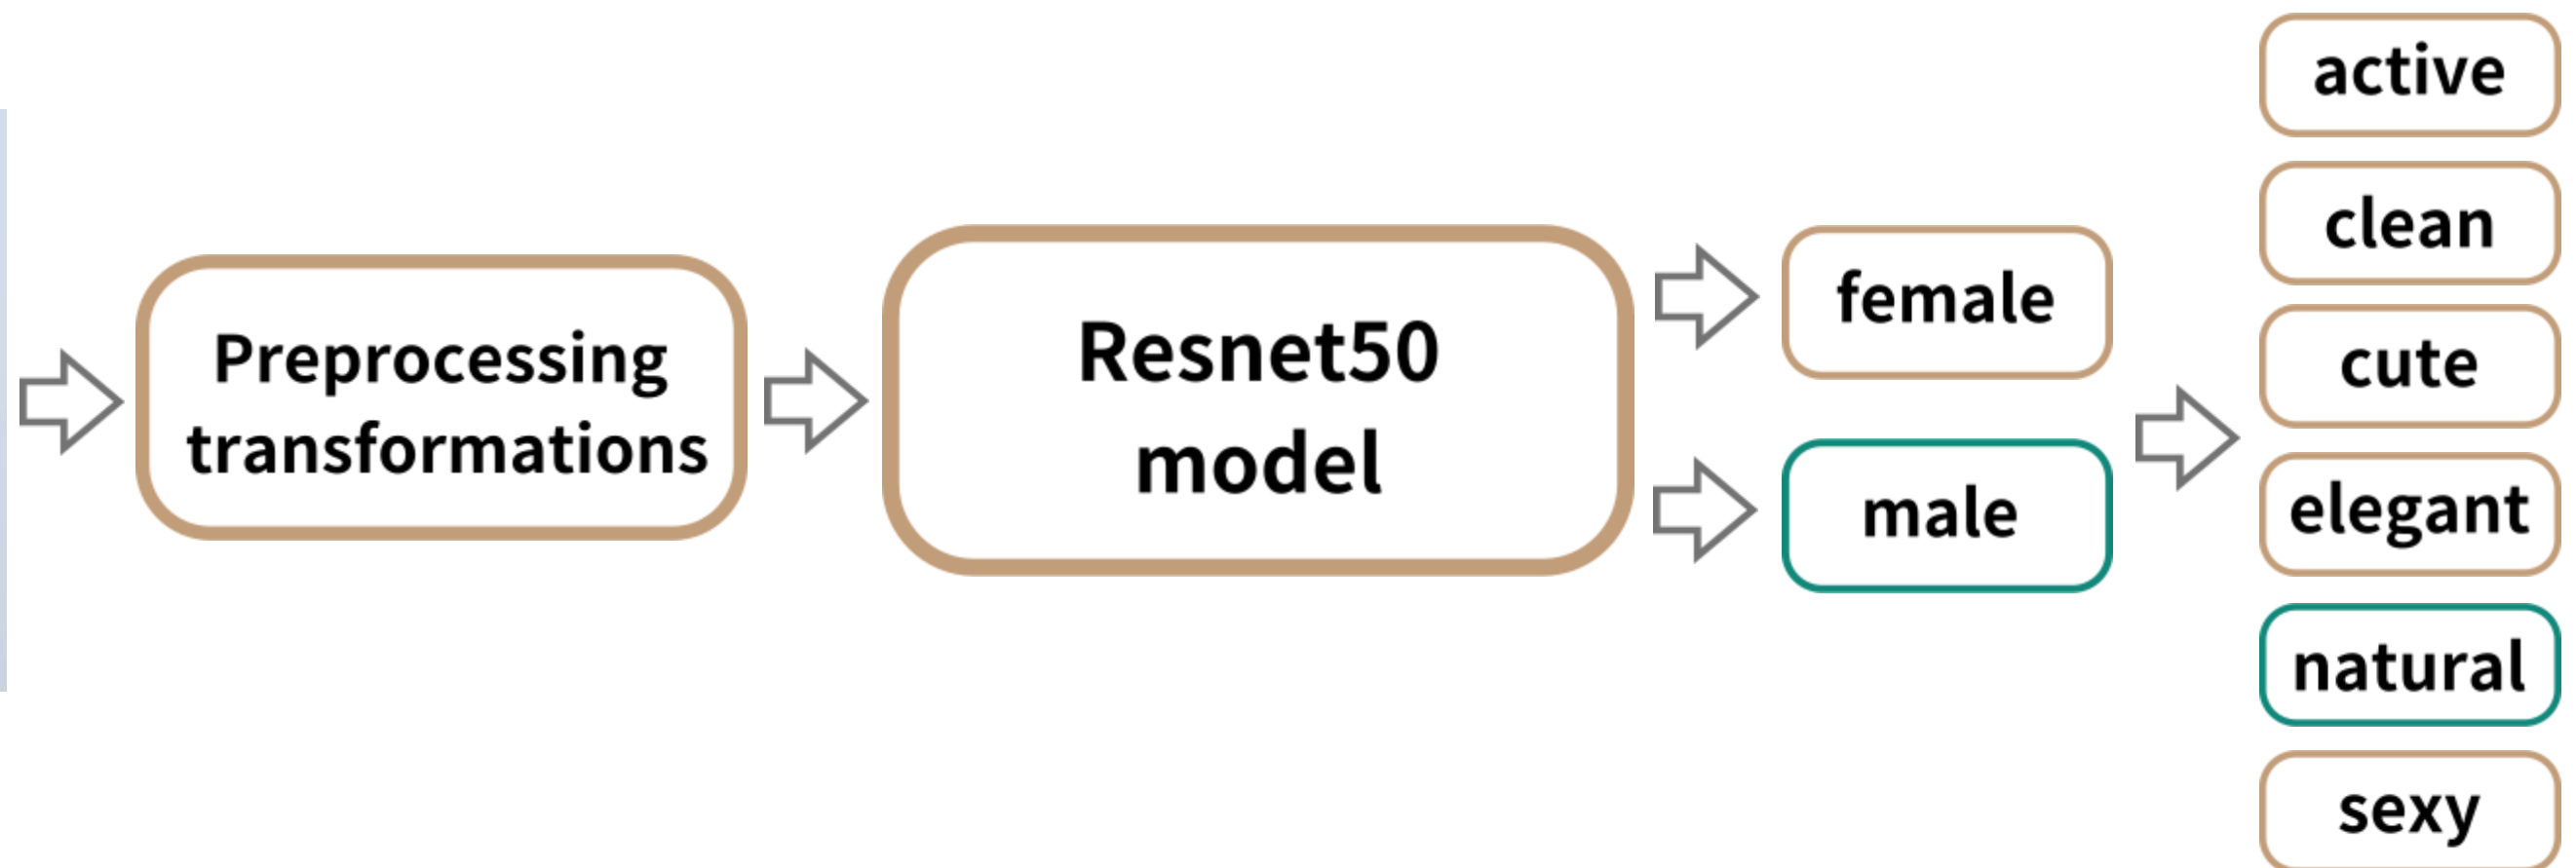 Preprocessing
transformations
Resnet50
model
female
male
active
clean
cute
elegant
natural
sexy